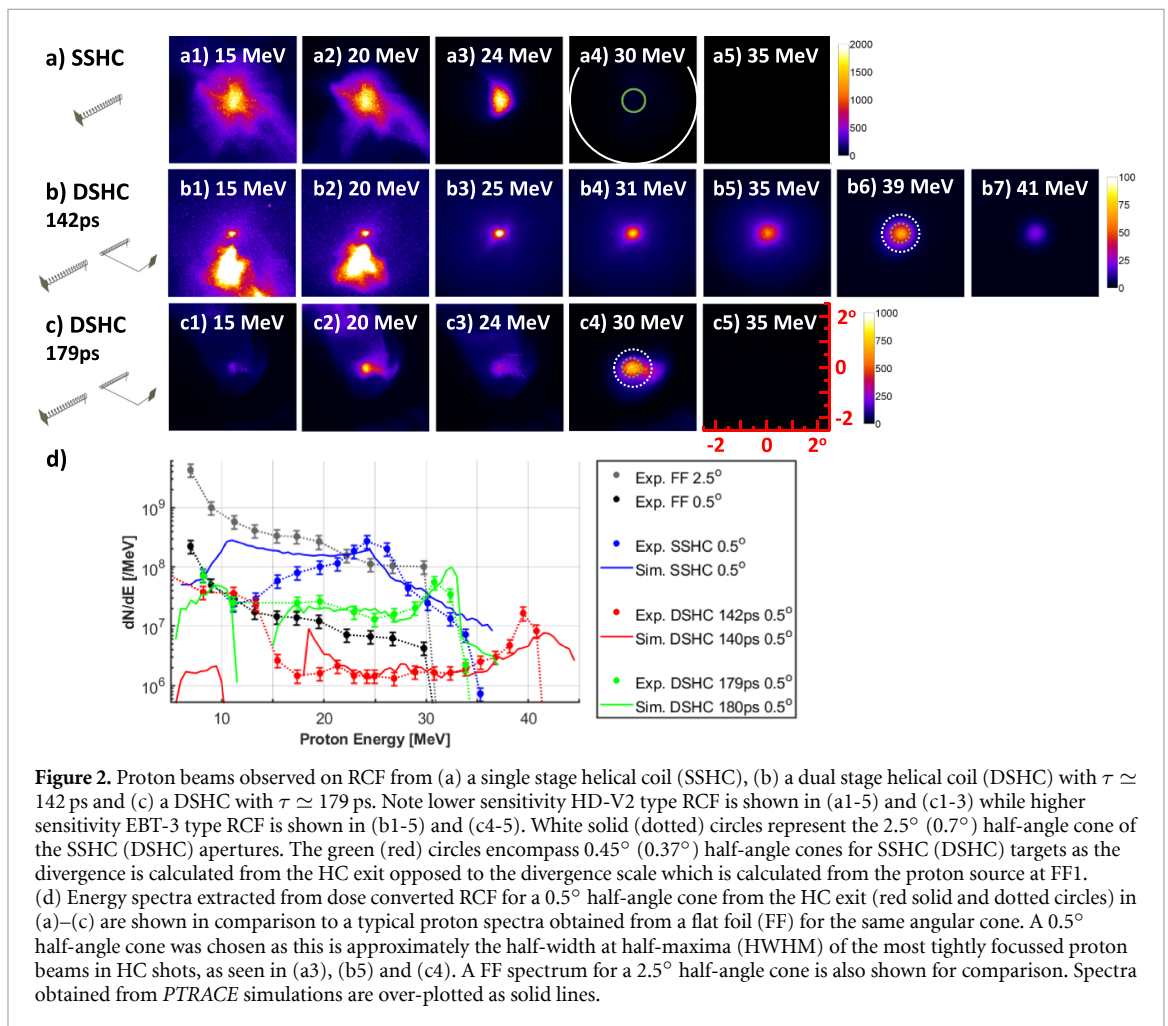 a) SSHC
a1) 15 MeV
a2) 20 MeV
a3) 24 MeV
a4) 30 MeV
a5) 35 MeV
2000
1500
1000
500
0
b) DSHC
142ps
b1) 15 MeV
b2) 20 MeV
b3) 25 MeV
b4) 31 MeV
b5) 35 MeV
b6) 39 MeV
b7) 41 MeV
100
75
50
25
0
c) DSHC
179ps
c1) 15 MeV
c2) 20 MeV
c3) 24 MeV
c4) 30 MeV
c5) 35 MeV
2°
0
-2
-2 0 2°
1000
750
500
250
0
d)
dN/dE [/MeV]
10⁹
10⁸
10⁷
10⁶
10 20 30 40
Proton Energy [MeV]
Exp. FF 2.5°
Exp. FF 0.5°
Exp. SSHC 0.5°
Sim. SSHC 0.5°
Exp. DSHC 142ps 0.5°
Sim. DSHC 140ps 0.5°
Exp. DSHC 179ps 0.5°
Sim. DSHC 180ps 0.5°
Figure 2. Proton beams observed on RCF from (a) a single stage helical coil (SSHC), (b) a dual stage helical coil (DSHC) with τ ≃
142 ps and (c) a DSHC with τ ≃ 179 ps. Note lower sensitivity HD-V2 type RCF is shown in (a1-5) and (c1-3) while higher
sensitivity EBT-3 type RCF is shown in (b1-5) and (c4-5). White solid (dotted) circles represent the 2.5° (0.7°) half-angle cone of
the SSHC (DSHC) apertures. The green (red) circles encompass 0.45° (0.37°) half-angle cones for SSHC (DSHC) targets as the
divergence is calculated from the HC exit opposed to the divergence scale which is calculated from the proton source at FF1.
(d) Energy spectra extracted from dose converted RCF for a 0.5° half-angle cone from the HC exit (red solid and dotted circles) in
(a)–(c) are shown in comparison to a typical proton spectra obtained from a flat foil (FF) for the same angular cone. A 0.5°
half-angle cone was chosen as this is approximately the half-width at half-maxima (HWHM) of the most tightly focussed proton
beams in HC shots, as seen in (a3), (b5) and (c4). A FF spectrum for a 2.5° half-angle cone is also shown for comparison. Spectra
obtained from PTRACE simulations are over-plotted as solid lines.